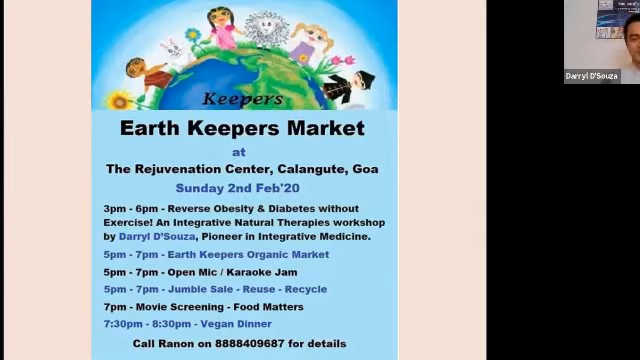 Keepers
Earth Keepers Market
at
The Rejuvenation Center, Calangute, Goa
Sunday 2nd Feb'20
3pm - 6pm - Reverse Obesity & Diabetes without
Exercise! An Integrative Natural Therapies workshop
by Darryl D'Souza, Pioneer in Integrative Medicine.
5pm - 7pm - Earth Keepers Organic Market
5pm - 7pm - Open Mic / Karaoke Jam
5pm - 7pm - Jumble Sale - Reuse - Recycle
7pm - Movie Screening - Food Matters
7:30pm - 8:30pm - Vegan Dinner
Call Ranon on 8888409687 for details
Darryl D'Souza